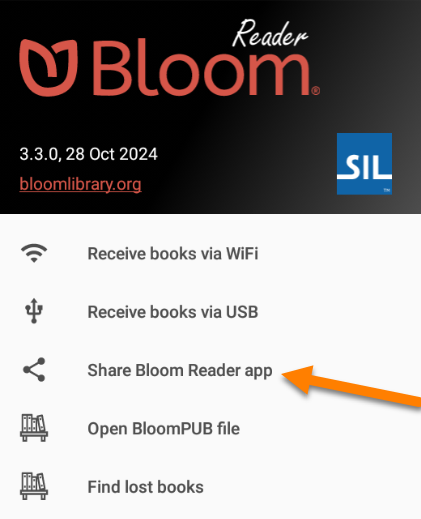 Reader
Bloom®
3.3.0, 28 Oct 2024
SIL™
bloomlibrary.org
Receive books via WiFi
Receive books via USB
Share Bloom Reader app
Open BloomPUB file
Find lost books